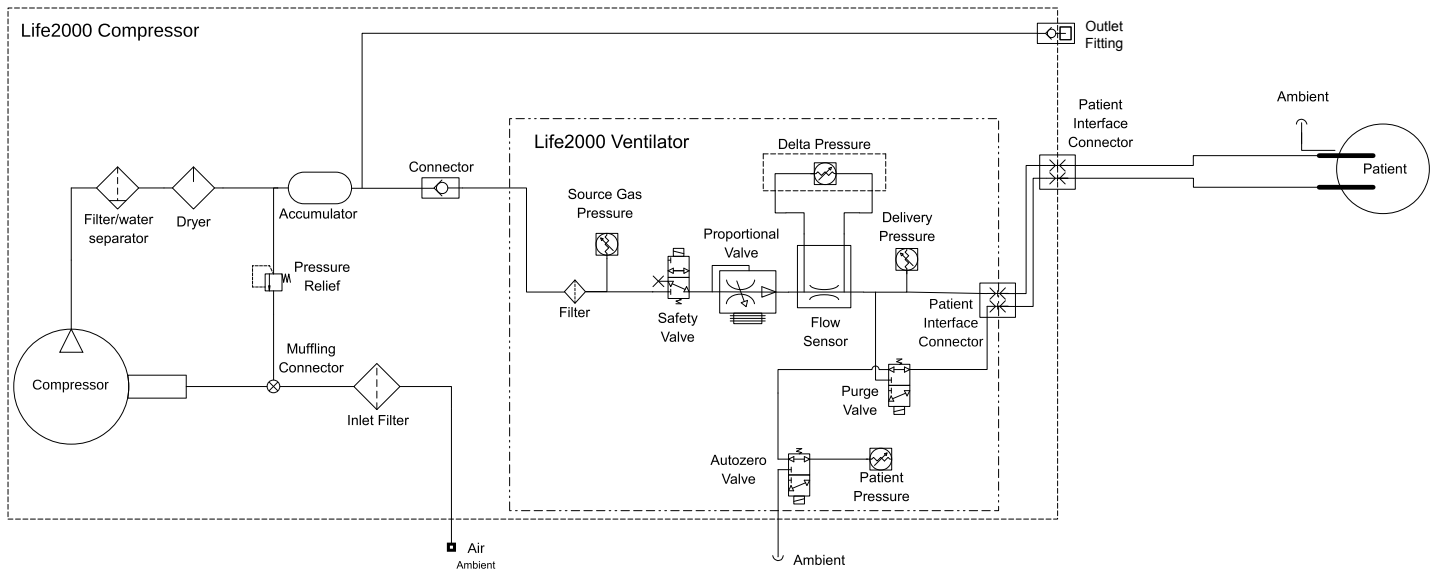 Life2000 Compressor
Outlet
Fitting
Ambient
Patient
Interface
Connector
Patient
Life2000 Ventilator
Delta Pressure
Connector
Source Gas
Pressure
Filter/water
separator
Dryer
Accumulator
Proportional
Valve
Delivery
Pressure
Pressure
Relief
Filter
Safety
Valve
Flow
Sensor
Patient
Interface
Connector
Muffling
Connector
Compressor
Inlet Filter
Purge
Valve
Autozero
Valve
Patient
Pressure
Air
Ambient
Ambient